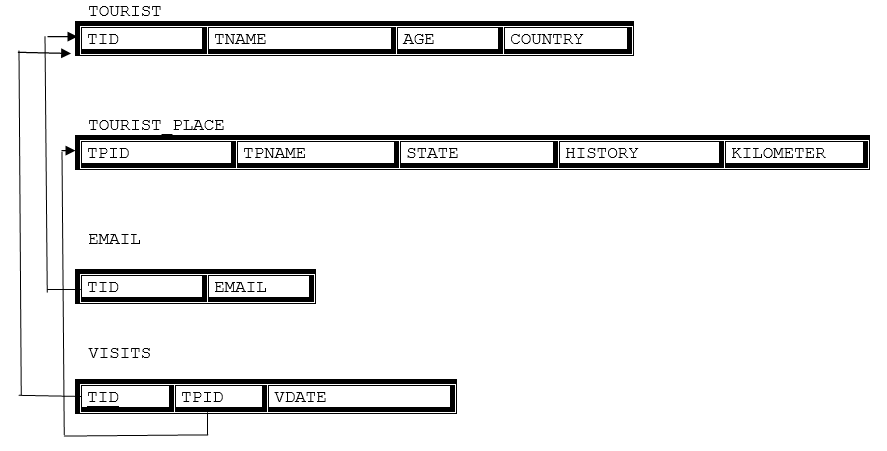 TOURIST
TID TNAME AGE COUNTRY
TOURIST_PLACE
TPID TPNAME STATE HISTORY KILOMETER
EMAIL
TID EMAIL
VISITS
TID TPID VDATE